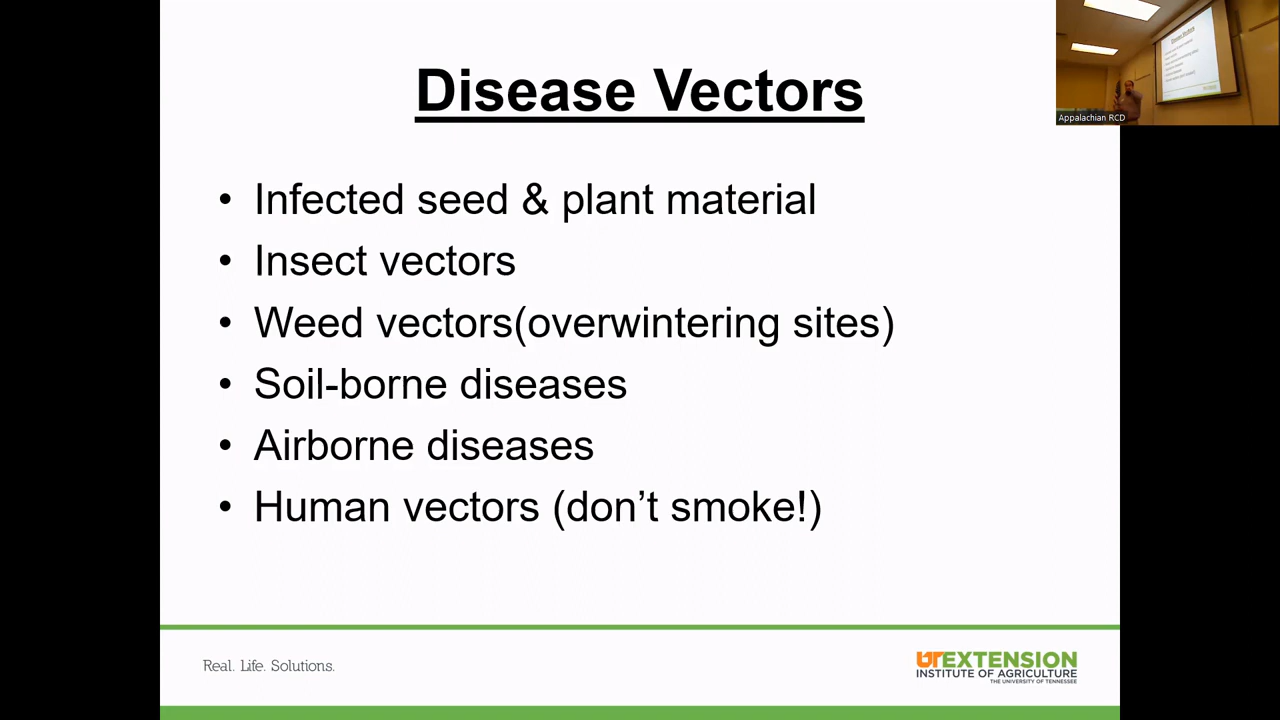 Disease Vectors
Appalachian RCD
• Infected seed & plant material
• Insect vectors
• Weed vectors(overwintering sites)
• Soil-borne diseases
• Airborne diseases
• Human vectors (don’t smoke!)
Real. Life. Solutions.
UTEXTENSION
INSTITUTE OF AGRICULTURE
THE UNIVERSITY OF TENNESSEE